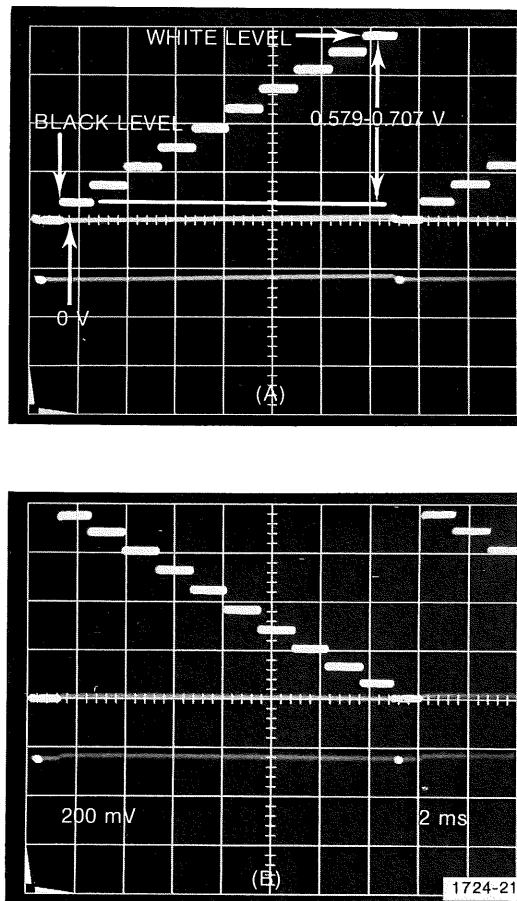 WHITE LEVEL
BLACK LEVEL
0.579-0.707 V
0 V
(A)
200 mV
2 ms
(B)
1724-21